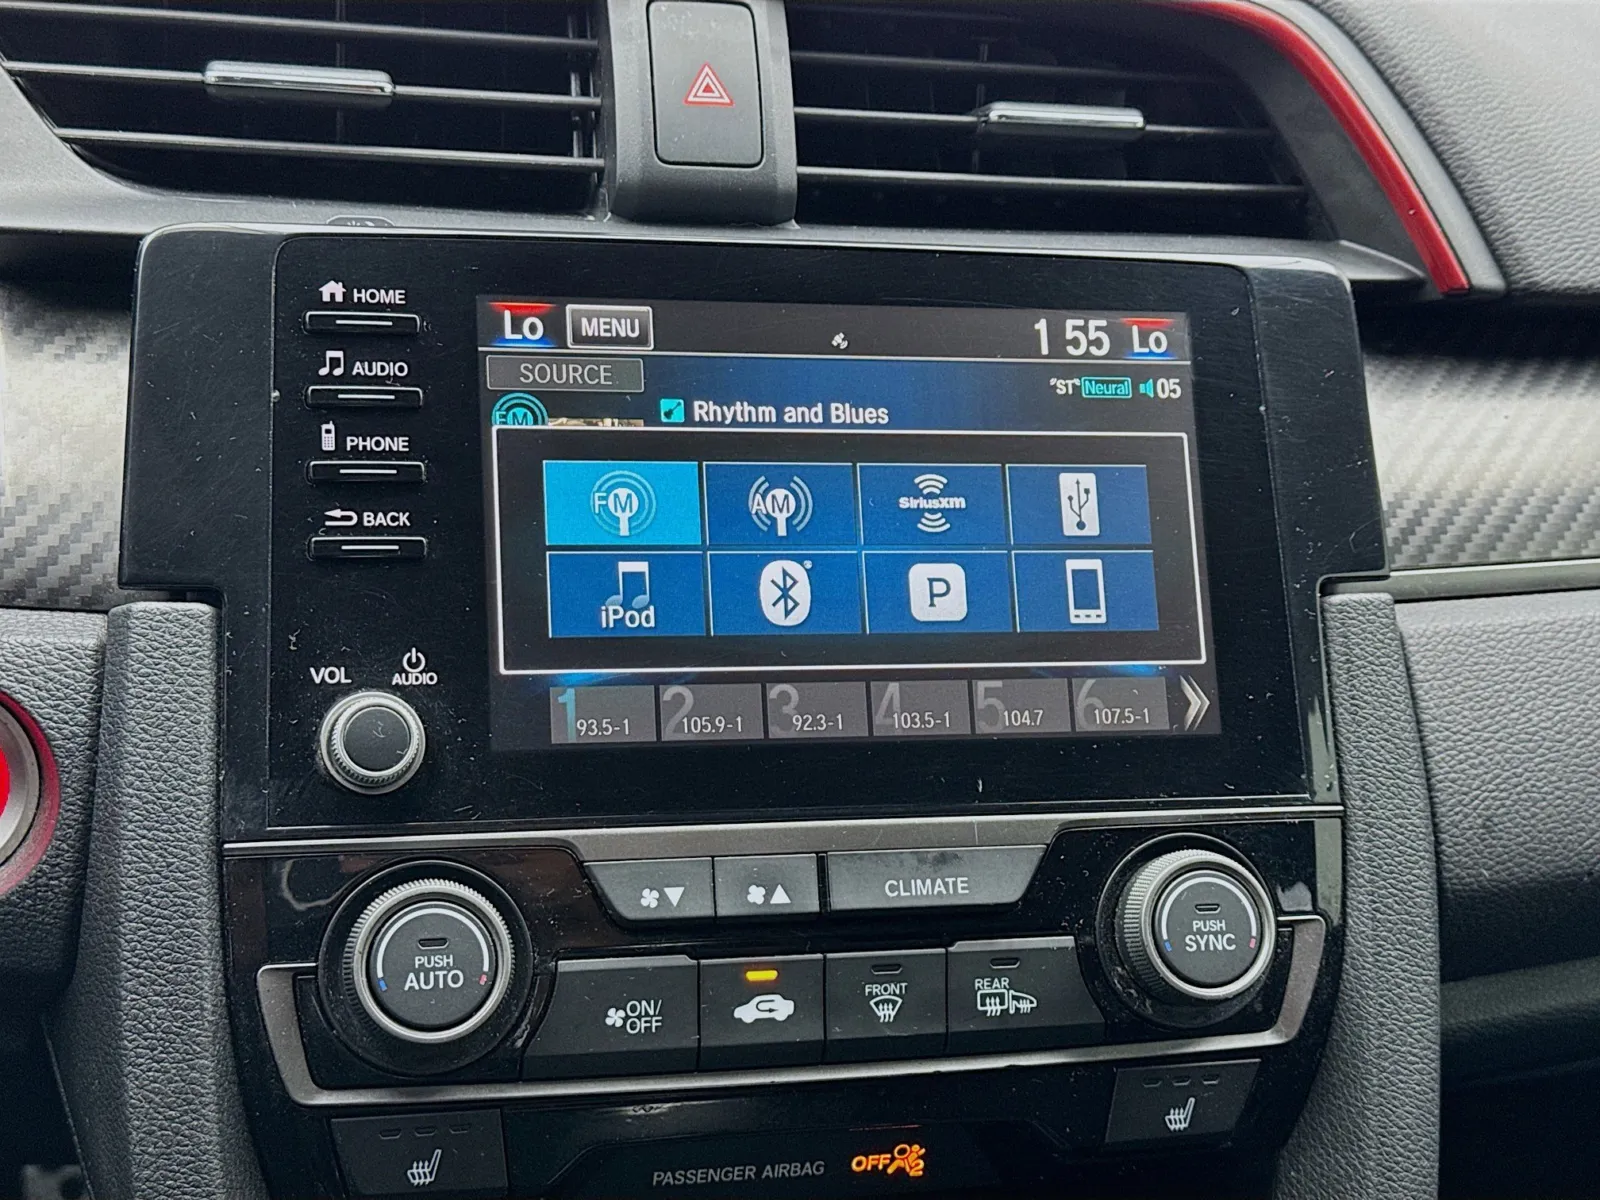 HOME
AUDIO
PHONE
BACK
VOL
AUDIO
Lo
MENU
1 55
Lo
SOURCE
"ST"
Neural
05
FM
Rhythm and Blues
FM
AM
siriusxm
iPod
P
1 93.5-1
2 105.9-1
3 92.3-1
4 103.5-1
5 104.7
6 107.5-1
CLIMATE
PUSH
AUTO
PUSH
SYNC
ON/
OFF
FRONT
REAR
PASSENGER AIRBAG
OFF
2